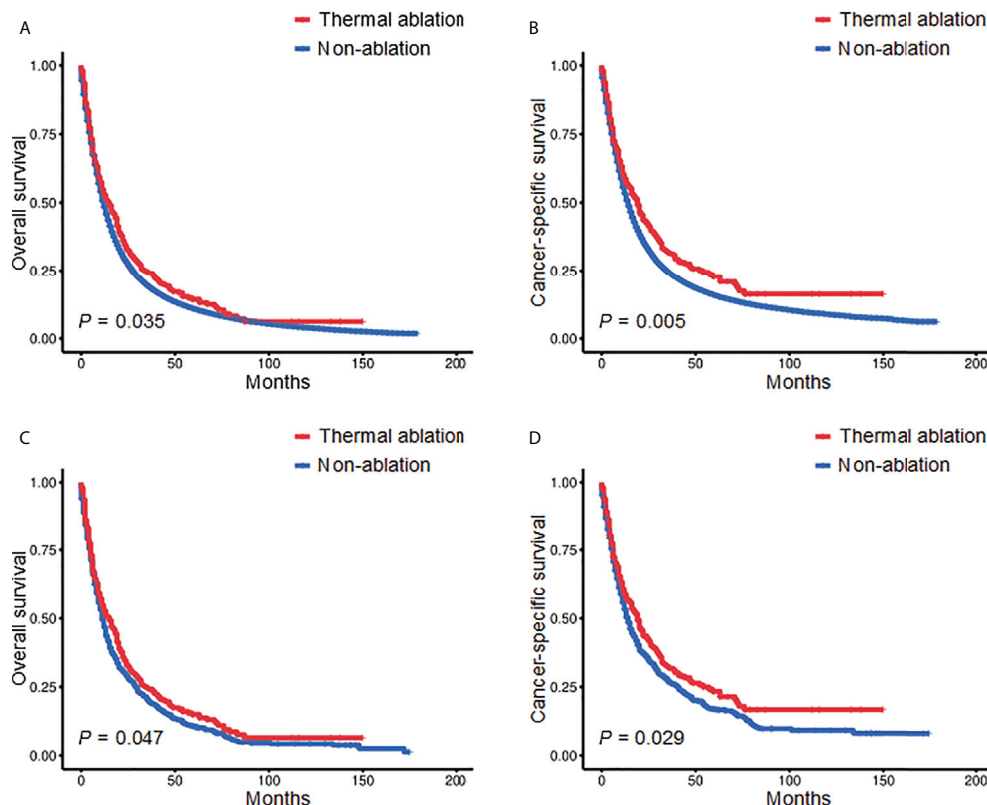 A
Thermal ablation
Non-ablation
Overall survival
1.00
0.75
0.50
0.25
0.00
P = 0.035
0
50
100
150
200
Months
B
Thermal ablation
Non-ablation
Cancer-specific survival
1.00
0.75
0.50
0.25
0.00
P = 0.005
0
50
100
150
200
Months
C
Thermal ablation
Non-ablation
Overall survival
1.00
0.75
0.50
0.25
0.00
P = 0.047
0
50
100
150
200
Months
D
Thermal ablation
Non-ablation
Cancer-specific survival
1.00
0.75
0.50
0.25
0.00
P = 0.029
0
50
100
150
200
Months